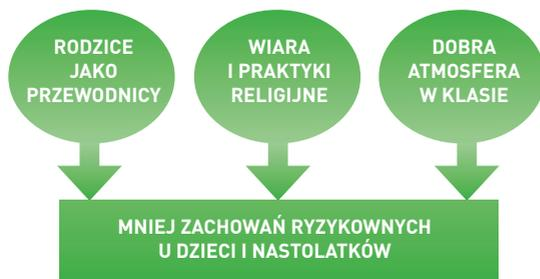 RODZICE
JAKO
PRZEWODNICY
WIARA
I PRAKTYKI
RELIGIJNE
DOBRA
ATMOSFERA
W KLASIE
MNIEJ ZACHOWAŃ RYZYKOWNYCH
U DZIECI I NASTOLATKÓW